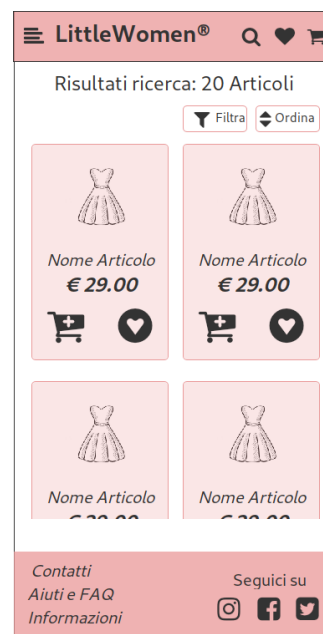 LittleWomen®
Risultati ricerca: 20 Articoli
Filtra Ordina
Nome Articolo Nome Articolo
€ 29.00 € 29.00
Nome Articolo Nome Articolo
Contatti
Aiuti e FAQ
Informazioni
Seguici su